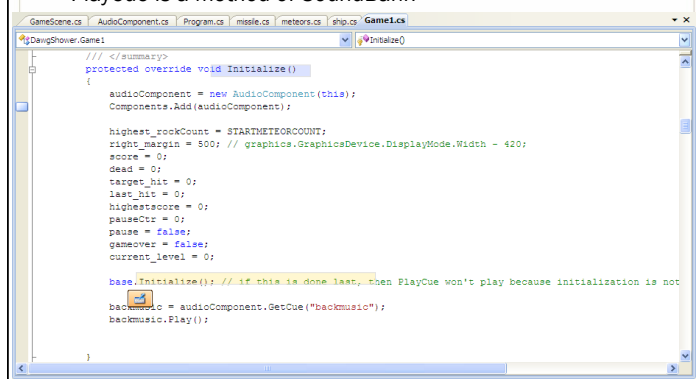 PlayCue is a method of SoundBank
GameScene.cs AudioComponent.cs Program.cs missile.cs meteors.cs ship.cs Game1.cs
DawgShower.Game1 Initialize()
/// </summary>
protected override void Initialize()
{
audioComponent = new AudioComponent(this);
Components.Add(audioComponent);
highest_rockCount = STARTMETEORCOUNT;
right_margin = 500; // graphics.GraphicsDevice.DisplayMode.Width - 420;
score = 0;
dead = 0;
target_hit = 0;
last_hit = 0;
highestscore = 0;
pauseCtr = 0;
pause = false;
gameover = false;
current_level = 0;
base.Initialize(); // if this is done last, then PlayCue won't play because initialization is not
backmusic = audioComponent.GetCue("backmusic");
backmusic.Play();
}